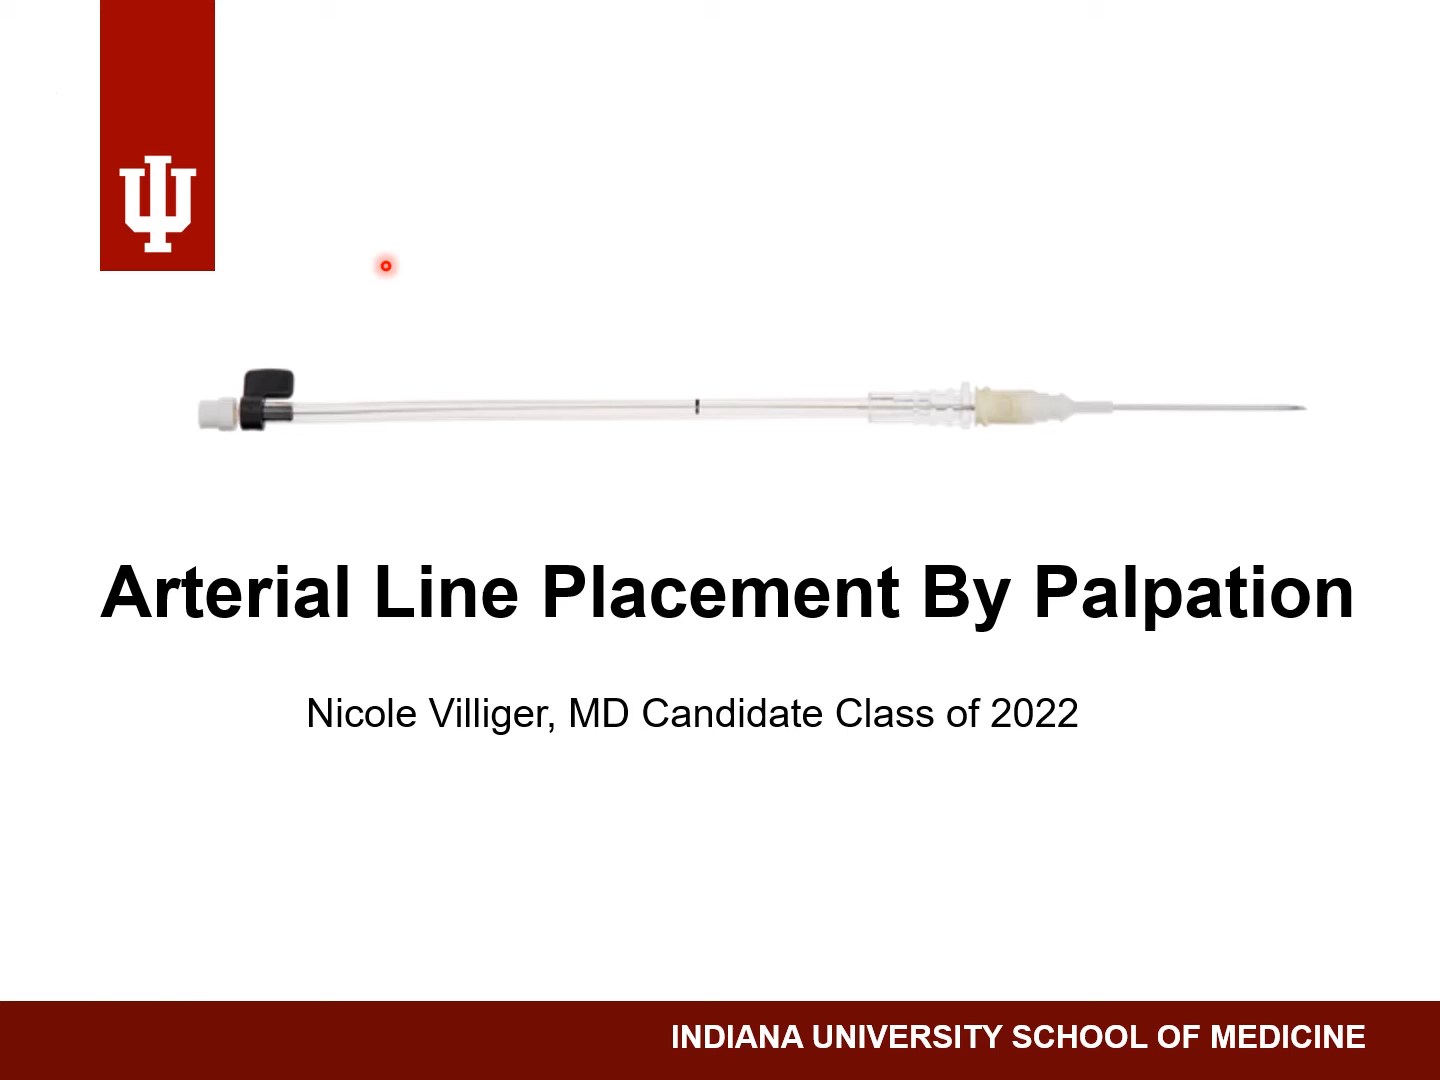 Arterial Line Placement By Palpation
Nicole Villiger, MD Candidate Class of 2022
INDIANA UNIVERSITY SCHOOL OF MEDICINE